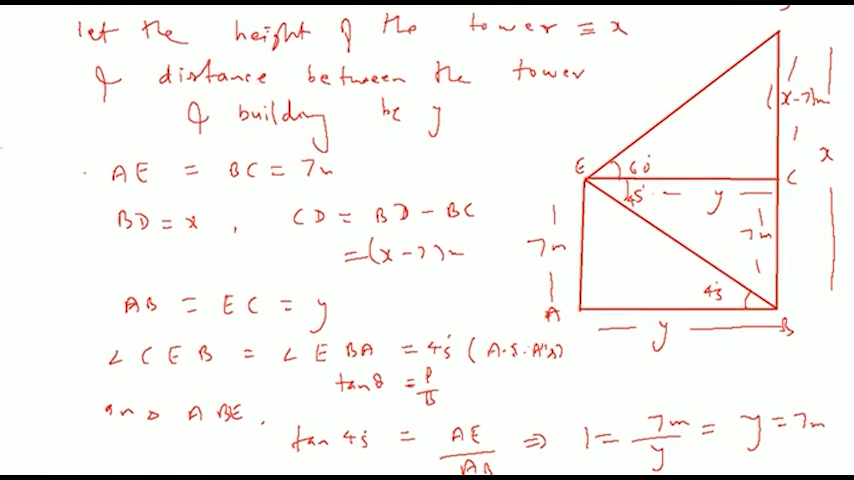 let the height of the tower = x
& distance between the tower
& building be y
AE = BC = 7m
BD = x , CD = BD - BC
= (x-7)m
AB = EC = y
∠CEB = ∠EBA = 45° (A.S.A's)
tanθ = P/B
in △ ABE,
tan 45° = AE/AB ⇒ 1 = 7m/y = y = 7m
(x-7)m
x
E 60° C
45° y
7m 7m
45°
A B
y